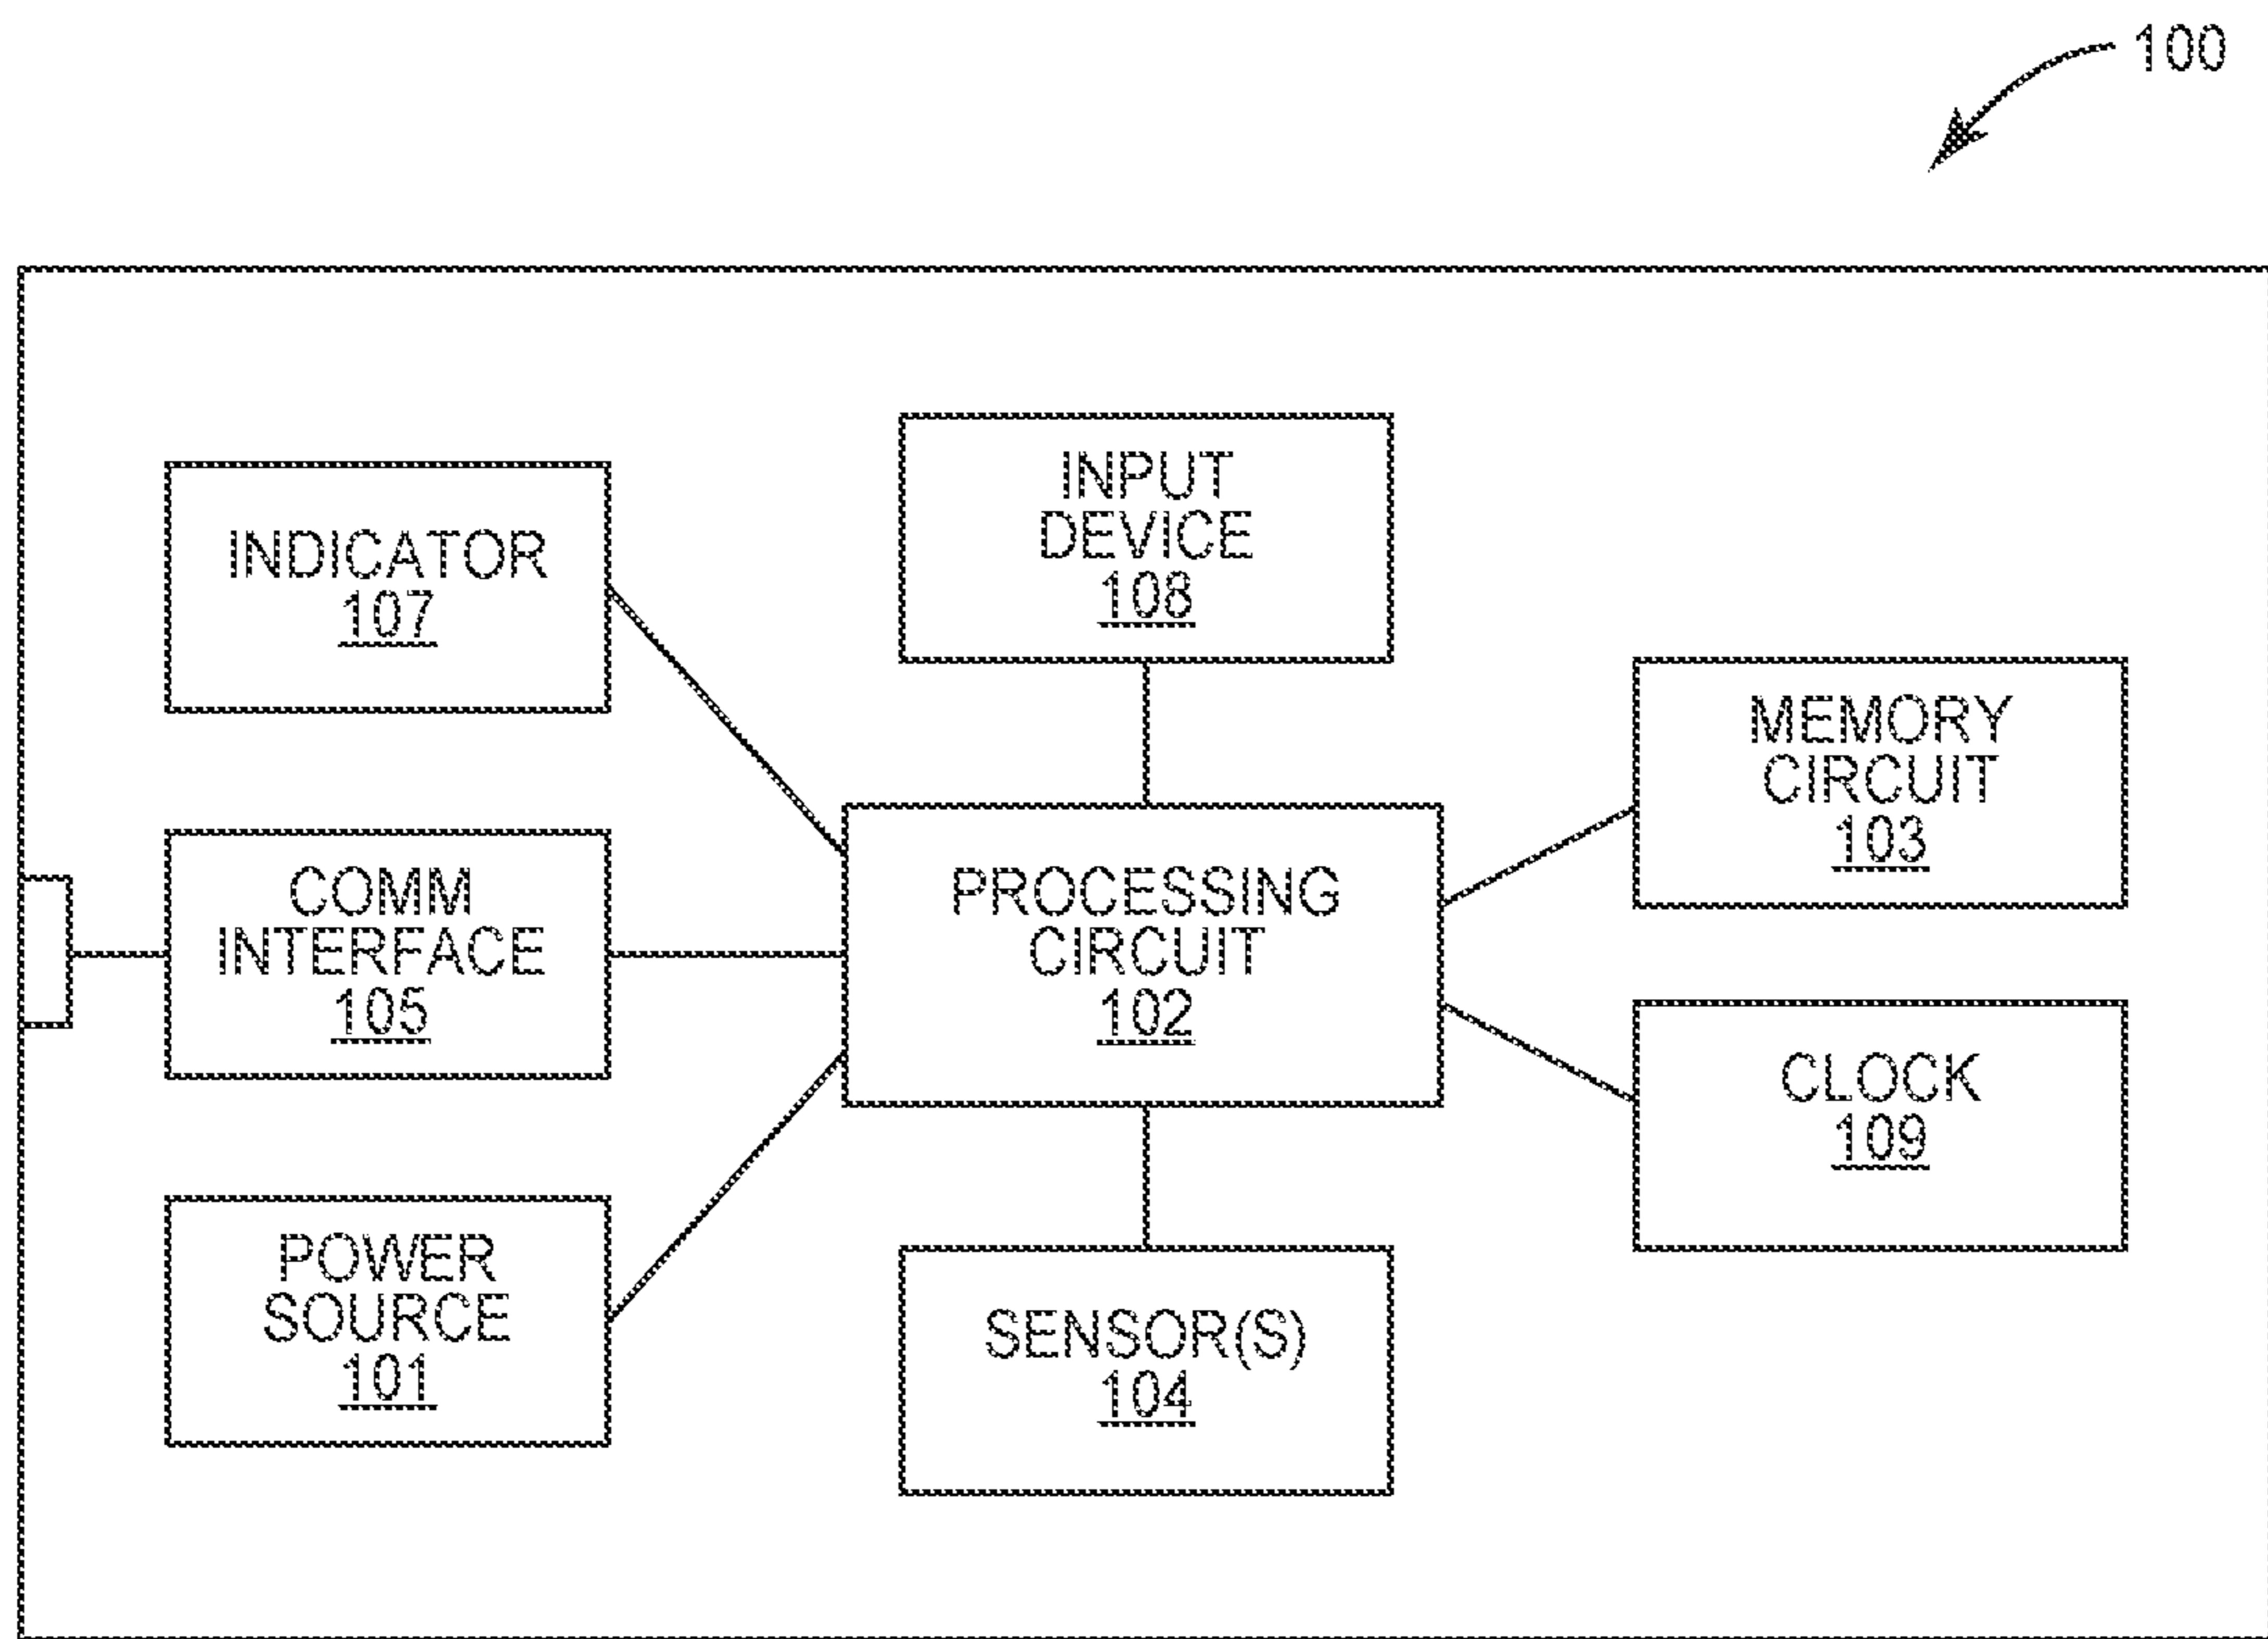 100
INPUT
DEVICE
108
INDICATOR
107
MEMORY
CIRCUIT
103
COMM
INTERFACE
105
PROCESSING
CIRCUIT
102
CLOCK
109
POWER
SOURCE
101
SENSOR(S)
104